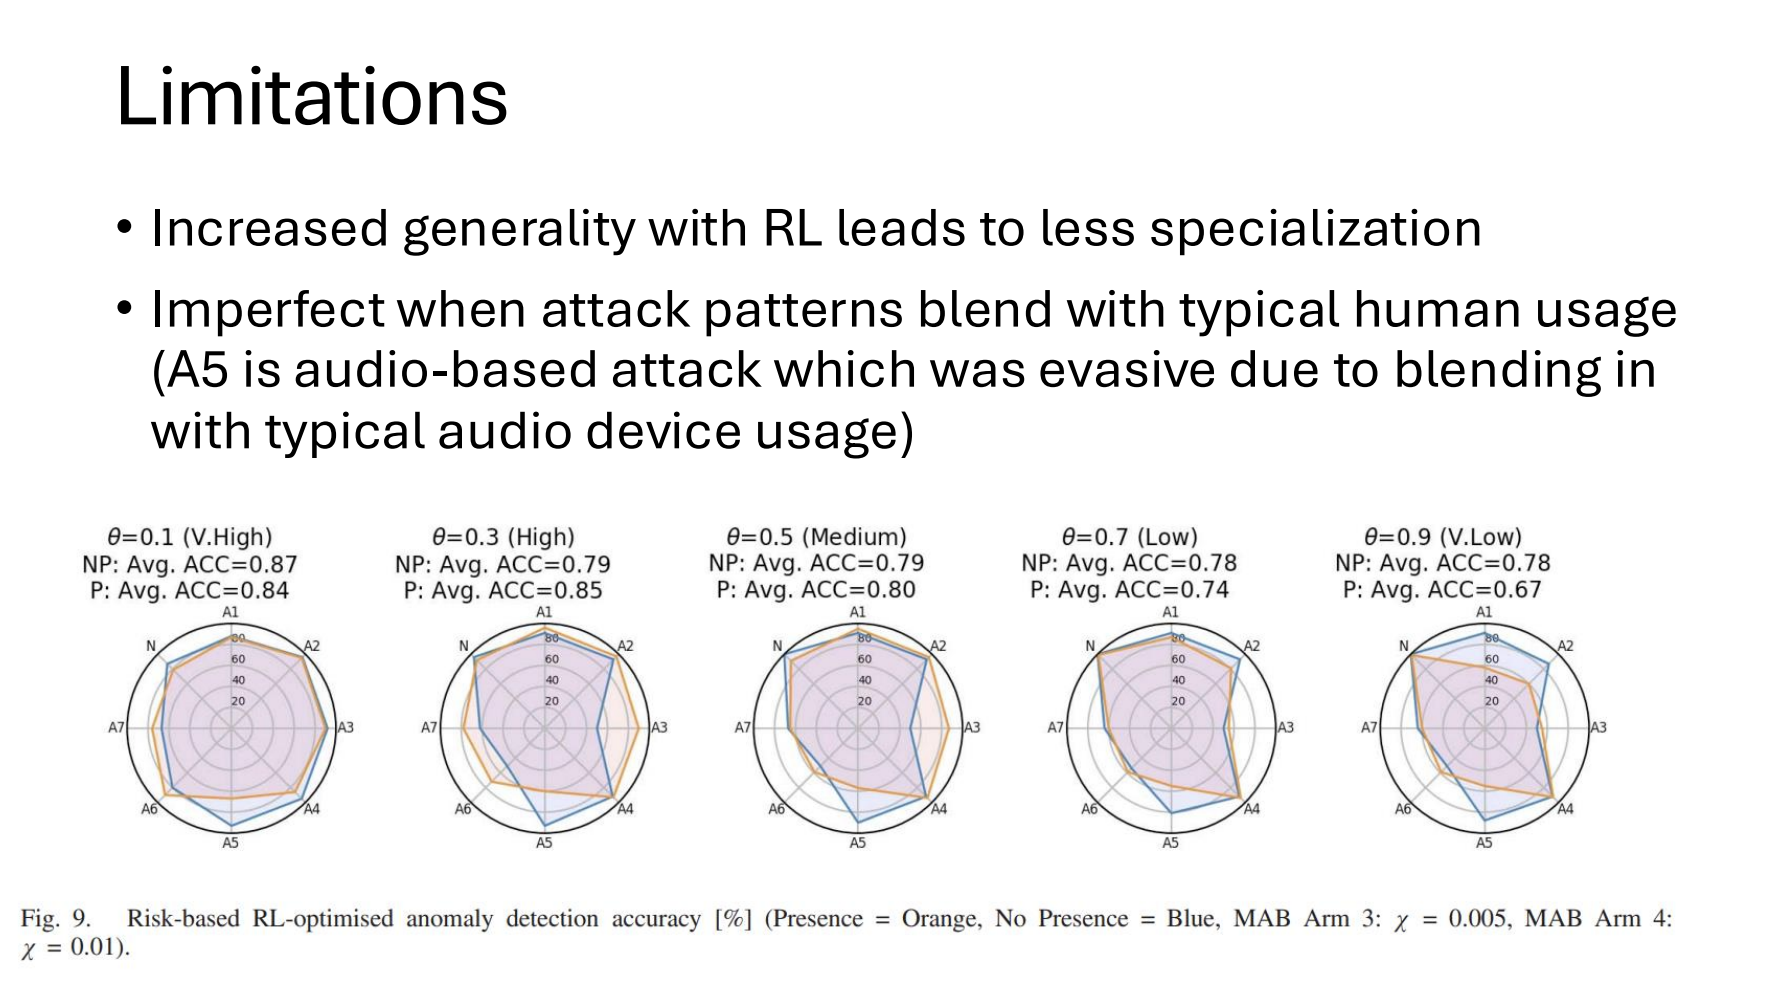 Limitations
• Increased generality with RL leads to less specialization
• Imperfect when attack patterns blend with typical human usage
(A5 is audio-based attack which was evasive due to blending in
with typical audio device usage)
θ=0.1 (V.High)
NP: Avg. ACC=0.87
P: Avg. ACC=0.84
A1
N
A2
80
60
40
20
A7
A3
A6
A4
A5
θ=0.3 (High)
NP: Avg. ACC=0.79
P: Avg. ACC=0.85
A1
N
A2
80
60
40
20
A7
A3
A6
A4
A5
θ=0.5 (Medium)
NP: Avg. ACC=0.79
P: Avg. ACC=0.80
A1
N
A2
80
60
40
20
A7
A3
A6
A4
A5
θ=0.7 (Low)
NP: Avg. ACC=0.78
P: Avg. ACC=0.74
A1
N
A2
80
60
40
20
A7
A3
A6
A4
A5
θ=0.9 (V.Low)
NP: Avg. ACC=0.78
P: Avg. ACC=0.67
A1
N
A2
80
60
40
20
A7
A3
A6
A4
A5
Fig. 9. Risk-based RL-optimised anomaly detection accuracy [%] (Presence = Orange, No Presence = Blue, MAB Arm 3: χ = 0.005, MAB Arm 4:
χ = 0.01).